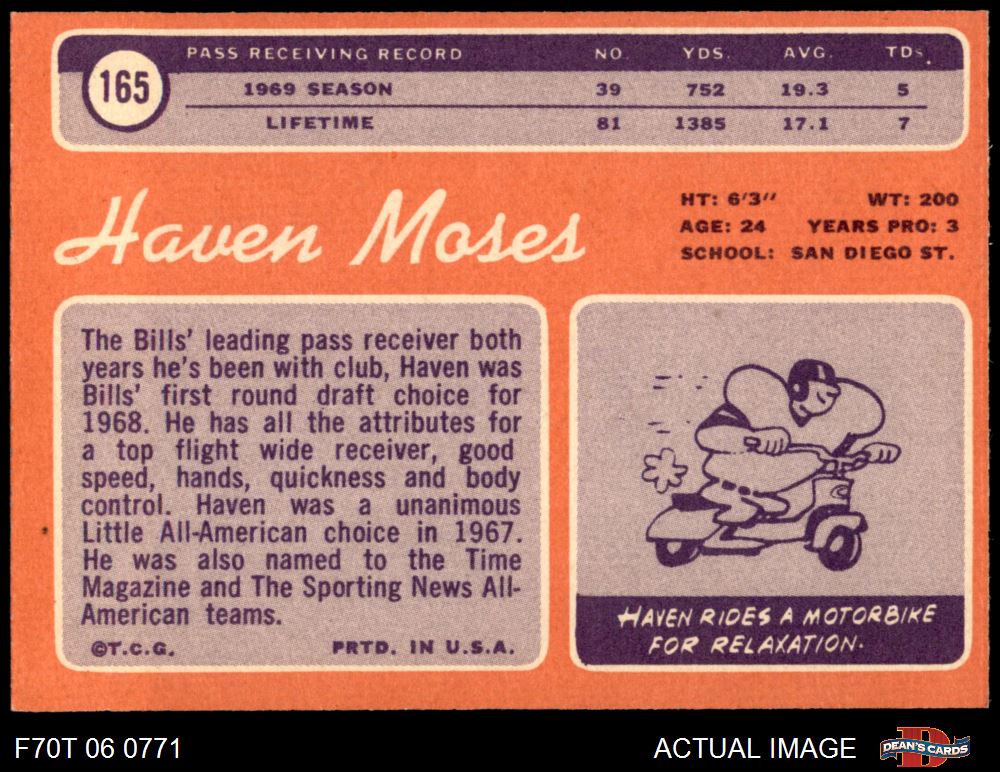 165
PASS RECEIVING RECORD NO. YDS. AVG. TDs.
1969 SEASON 39 752 19.3 5
LIFETIME 81 1385 17.1 7
Haven Moses
HT: 6'3" WT: 200
AGE: 24 YEARS PRO: 3
SCHOOL: SAN DIEGO ST.
The Bills' leading pass receiver both
years he's been with club, Haven was
Bills' first round draft choice for
1968. He has all the attributes for
a top flight wide receiver, good
speed, hands, quickness and body
control. Haven was a unanimous
Little All-American choice in 1967.
He was also named to the Time
Magazine and The Sporting News All-
American teams.
©T.C.G. PRTD. IN U.S.A.
HAVEN RIDES A MOTORBIKE
FOR RELAXATION.
F70T 06 0771
ACTUAL IMAGE
D
DEAN'S CARDS